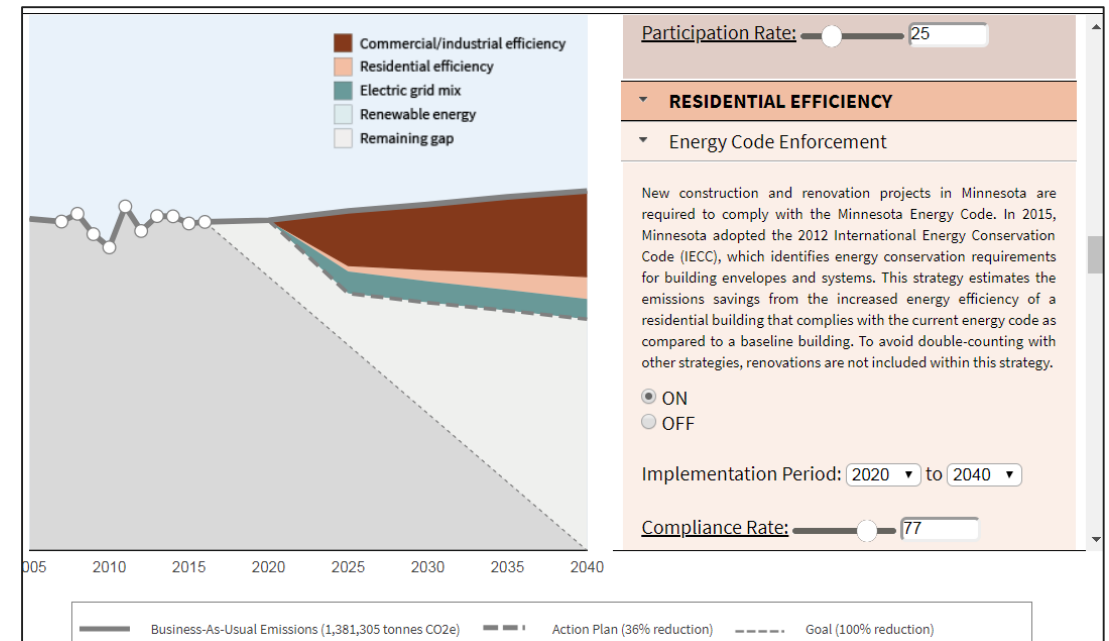 Commercial/industrial efficiency
Residential efficiency
Electric grid mix
Renewable energy
Remaining gap
005 2010 2015 2020 2025 2030 2035 2040
Participation Rate: 25
RESIDENTIAL EFFICIENCY
Energy Code Enforcement
New construction and renovation projects in Minnesota are
required to comply with the Minnesota Energy Code. In 2015,
Minnesota adopted the 2012 International Energy Conservation
Code (IECC), which identifies energy conservation requirements
for building envelopes and systems. This strategy estimates the
emissions savings from the increased energy efficiency of a
residential building that complies with the current energy code as
compared to a baseline building. To avoid double-counting with
other strategies, renovations are not included within this strategy.
ON
OFF
Implementation Period: 2020 to 2040
Compliance Rate: 77
Business-As-Usual Emissions (1,381,305 tonnes CO2e) Action Plan (36% reduction) Goal (100% reduction)